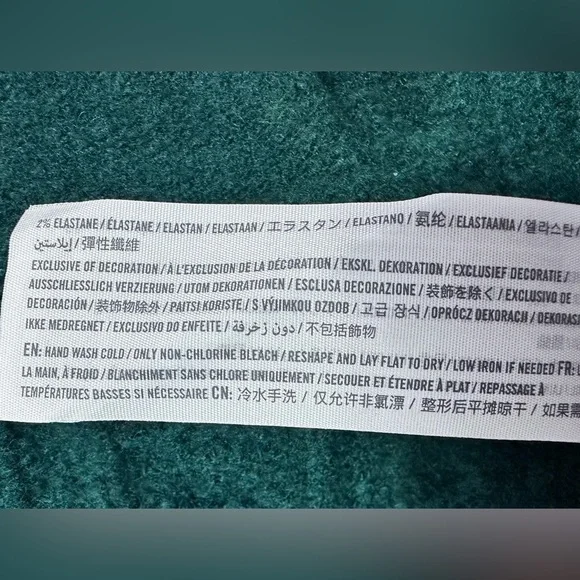 2% ELASTANE / ÉLASTANE / ELASTAN / ELASTAAN / エラスタン / ELASTANO / 氨纶 / ELASTAANIA / 엘라스탄 /
إيلاستين / 彈性纖維
EXCLUSIVE OF DECORATION / À L'EXCLUSION DE LA DÉCORATION / EKSKL. DEKORATION / EXCLUSIEF DECORATIE /
AUSSCHLIESSLICH VERZIERUNG / UTOM DEKORATIONEN / ESCLUSA DECORAZIONE / 装飾を除く / EXCLUSIVO DE
DECORACIÓN / 装饰物除外 / PAITSI KORISTE / S VÝJIMKOU OZDOB / 고급 장식 / OPRÓCZ DEKORACJI /
IKKE MEDREGNET / EXCLUSIVO DO ENFEITE / دون زخرفة / 不包括飾物
EN: HAND WASH COLD / ONLY NON-CHLORINE BLEACH / RESHAPE AND LAY FLAT TO DRY / LOW IRON IF NEEDED FR:
LA MAIN, À FROID / BLANCHIMENT SANS CHLORE UNIQUEMENT / SECOUER ET ÉTENDRE À PLAT / REPASSAGE À
TEMPÉRATURES BASSES SI NÉCESSAIRE CN: 冷水手洗 / 仅允许非氯漂 / 整形后平摊晾干 / 如果需